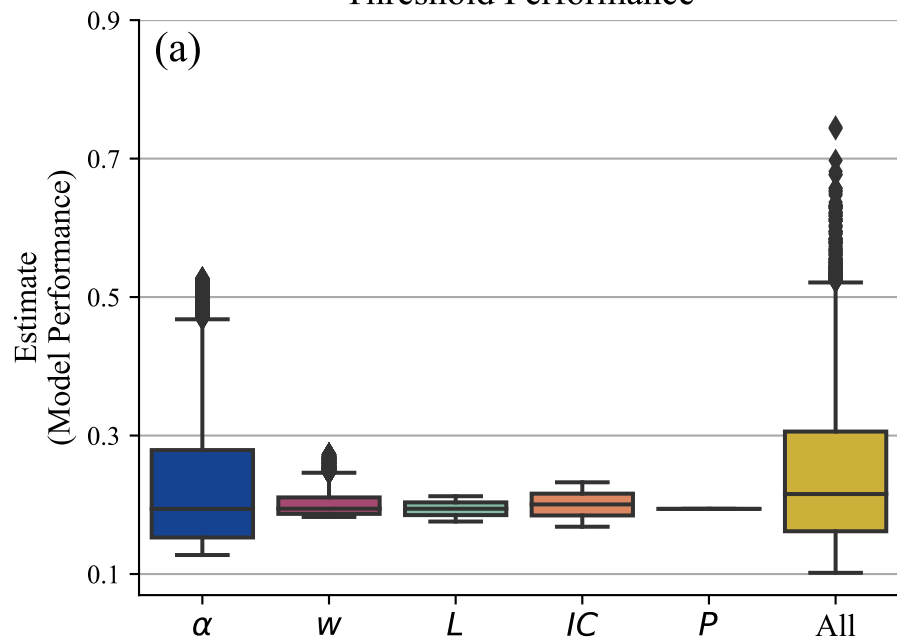 Threshold Performance
(a)
0.9
0.7
0.5
0.3
0.1
Estimate
(Model Performance)
α
w
L
IC
P
All